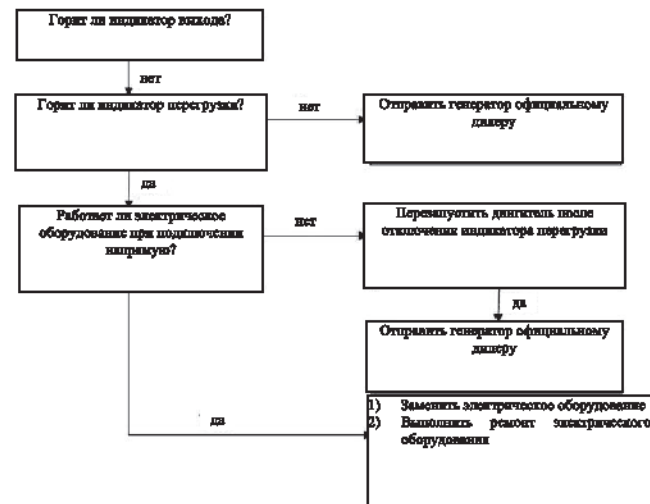 Горит ли индикатор выхода?
нет
Горит ли индикатор перегрузки?
нет
Отправить генератор официальному
дилеру
да
Работает ли электрическое
оборудование при подключении
напрямую?
нет
Перезапустить двигатель после
отключения индикатора перегрузки
да
Отправить генератор официальному
дилеру
да
1) Заменить электрическое оборудование
2) Выполнить ремонт электрического
оборудования